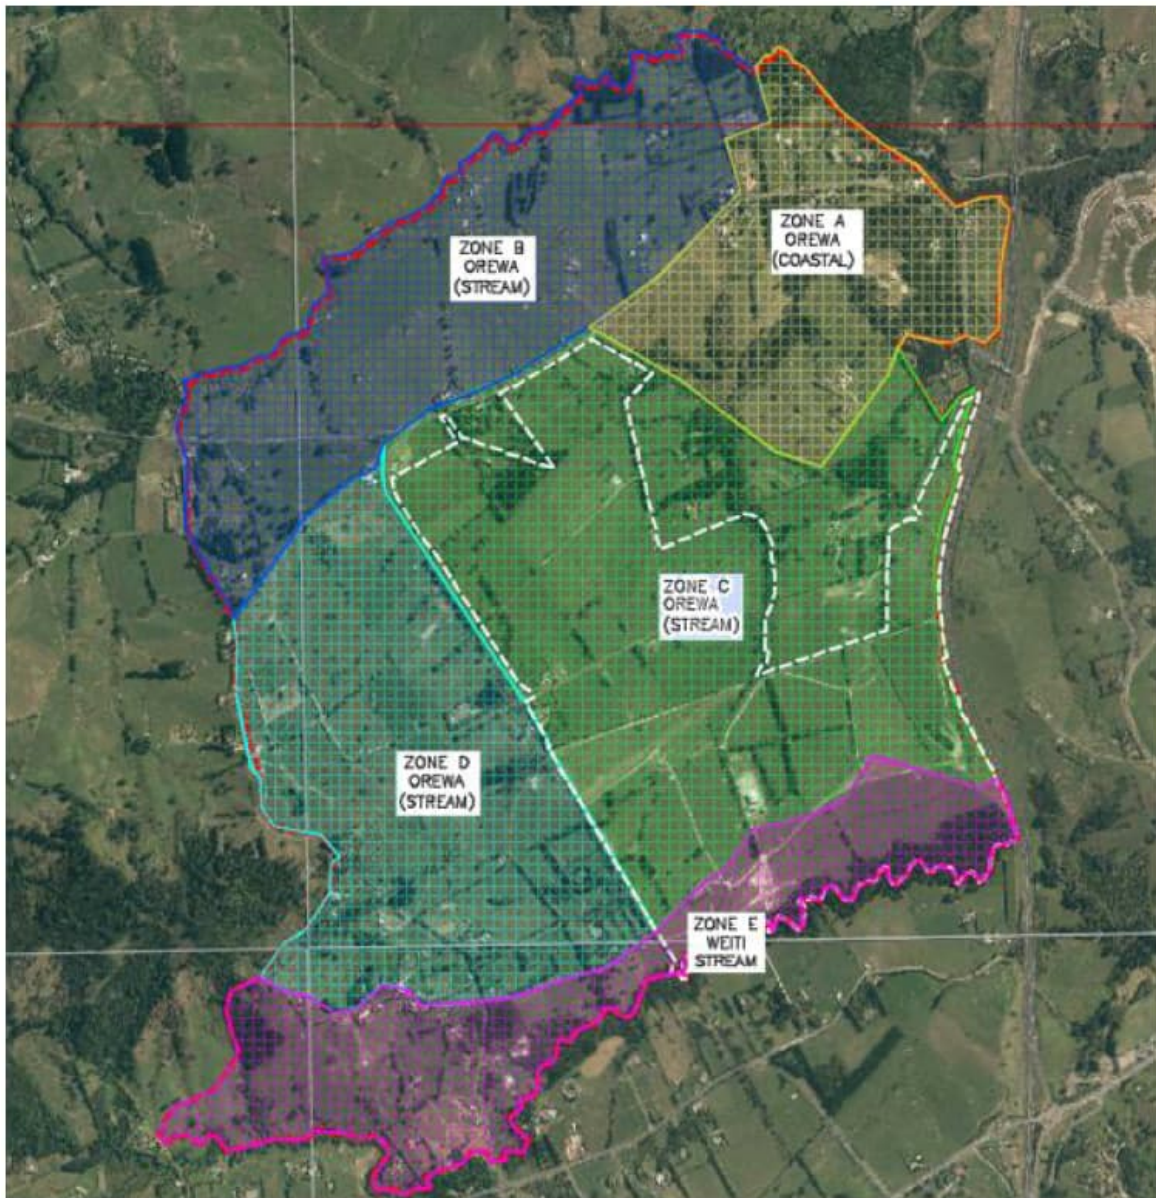 ZONE A
OREWA
(COASTAL)
ZONE B
OREWA
(STREAM)
ZONE C
OREWA
(STREAM)
ZONE D
OREWA
(STREAM)
ZONE E
WEITI
STREAM